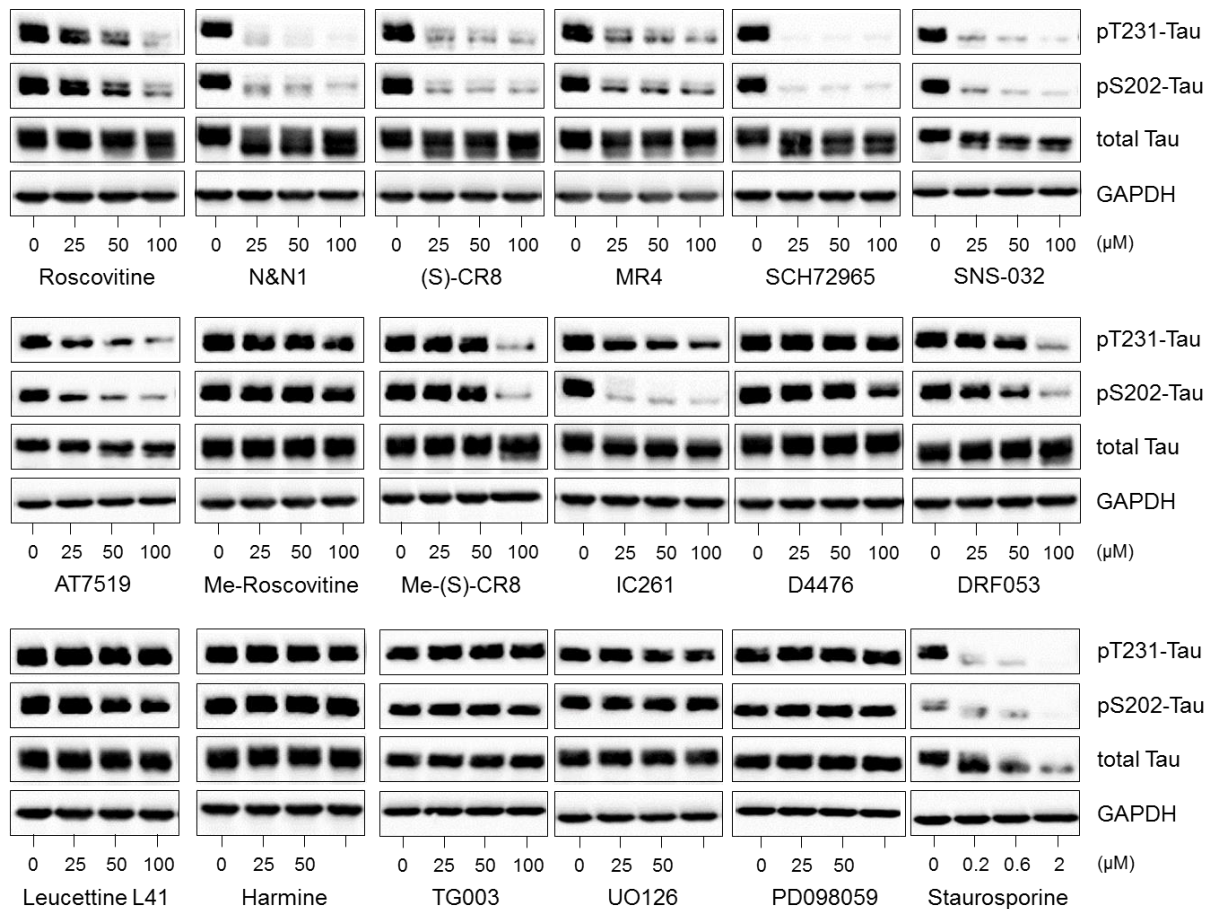 pT231-Tau
pS202-Tau
total Tau
GAPDH
0 25 50 100 0 25 50 100 0 25 50 100 0 25 50 100 0 25 50 100 0 25 50 100 (µM)
Roscovitine N&N1 (S)-CR8 MR4 SCH72965 SNS-032
pT231-Tau
pS202-Tau
total Tau
GAPDH
0 25 50 100 0 25 50 100 0 25 50 100 0 25 50 100 0 25 50 100 0 25 50 100 (µM)
AT7519 Me-Roscovitine Me-(S)-CR8 IC261 D4476 DRF053
pT231-Tau
pS202-Tau
total Tau
GAPDH
0 25 50 100 0 25 50 0 25 50 0 25 50 0 25 50 0 0.2 0.6 2 (µM)
Leucettine L41 Harmine TG003 UO126 PD098059 Staurosporine